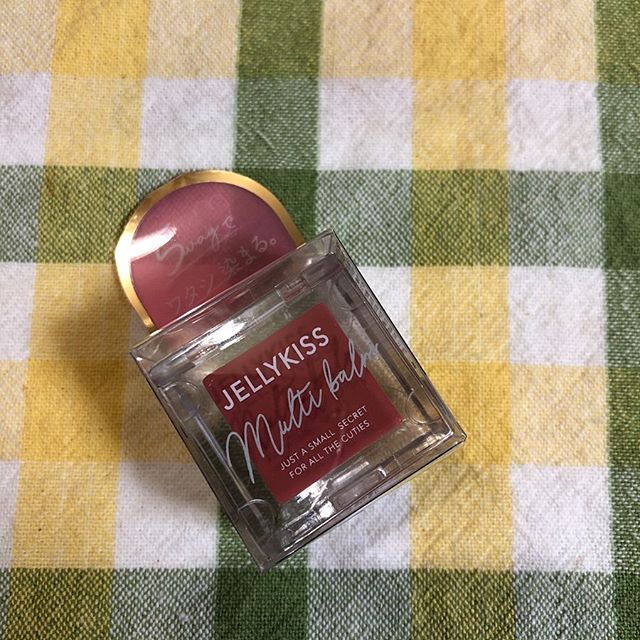 5wayで
ワタシ染まる。
JELLYKISS
Multi balm
JUST A SMALL SECRET
FOR ALL THE CUTIES